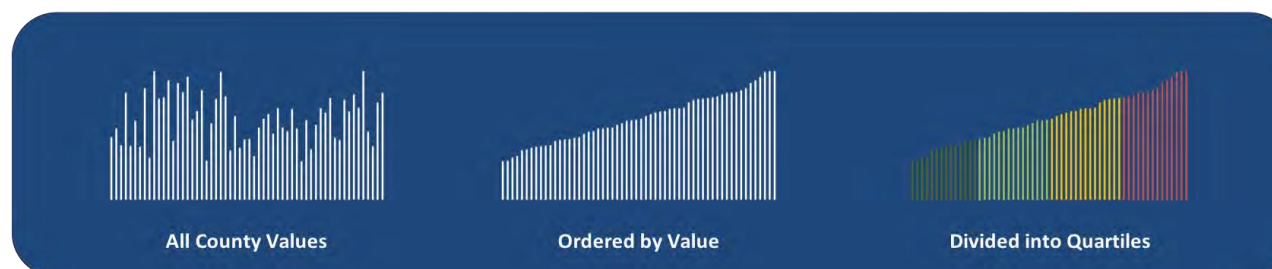 All County Values
Ordered by Value
Divided into Quartiles